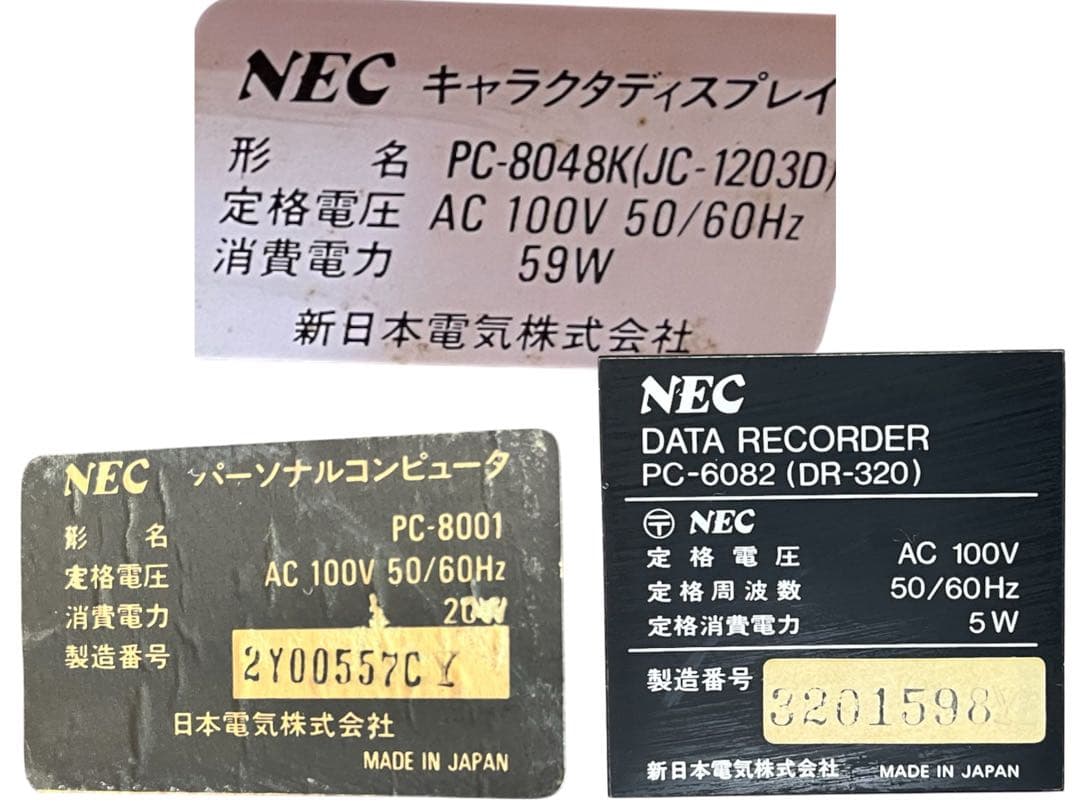 NEC キャラクタディスプレイ
形 名 PC-8048K(JC-1203D)
定格電圧 AC 100V 50/60Hz
消費電力 59W
新日本電気株式会社
NEC パーソナルコンピュータ
形 名 PC-8001
定格電圧 AC 100V 50/60Hz
消費電力 20W
製造番号 2Y00557C Y
日本電気株式会社
MADE IN JAPAN
NEC
DATA RECORDER
PC-6082 (DR-320)
〶 NEC
定格電圧 AC 100V
定格周波数 50/60Hz
定格消費電力 5W
製造番号 3201598
新日本電気株式会社 MADE IN JAPAN